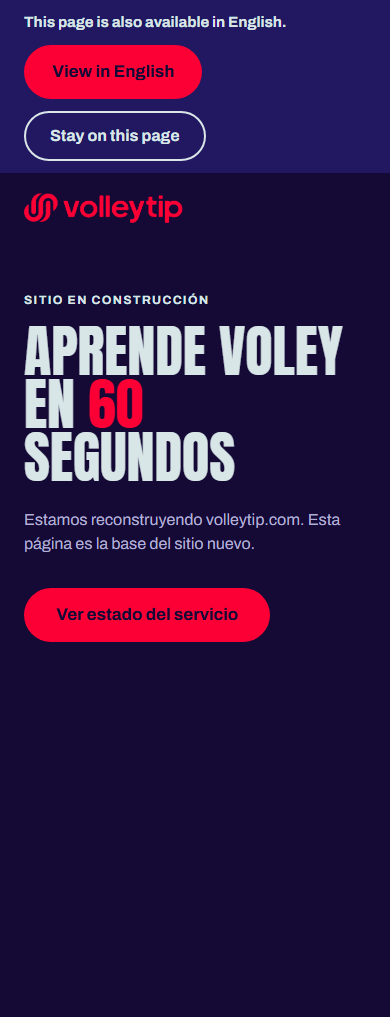 This page is also available in English.
View in English
Stay on this page
volleytip
SITIO EN CONSTRUCCIÓN
APRENDE VOLEY
EN 60
SEGUNDOS
Estamos reconstruyendo volleytip.com. Esta
página es la base del sitio nuevo.
Ver estado del servicio